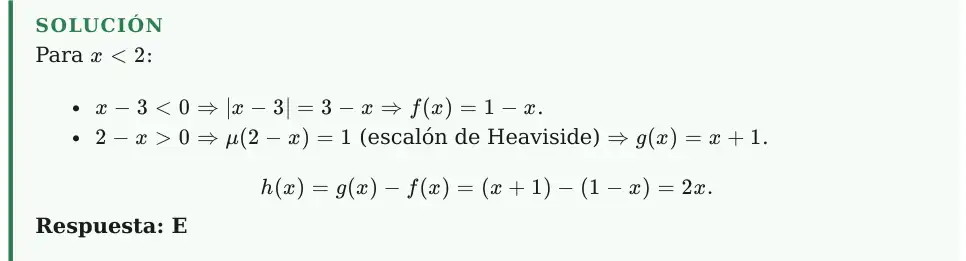 SOLUCIÓN
Para x < 2:
• x − 3 < 0 ⇒ |x − 3| = 3 − x ⇒ f(x) = 1 − x.
• 2 − x > 0 ⇒ μ(2 − x) = 1 (escalón de Heaviside) ⇒ g(x) = x + 1.
h(x) = g(x) − f(x) = (x + 1) − (1 − x) = 2x.
Respuesta: E